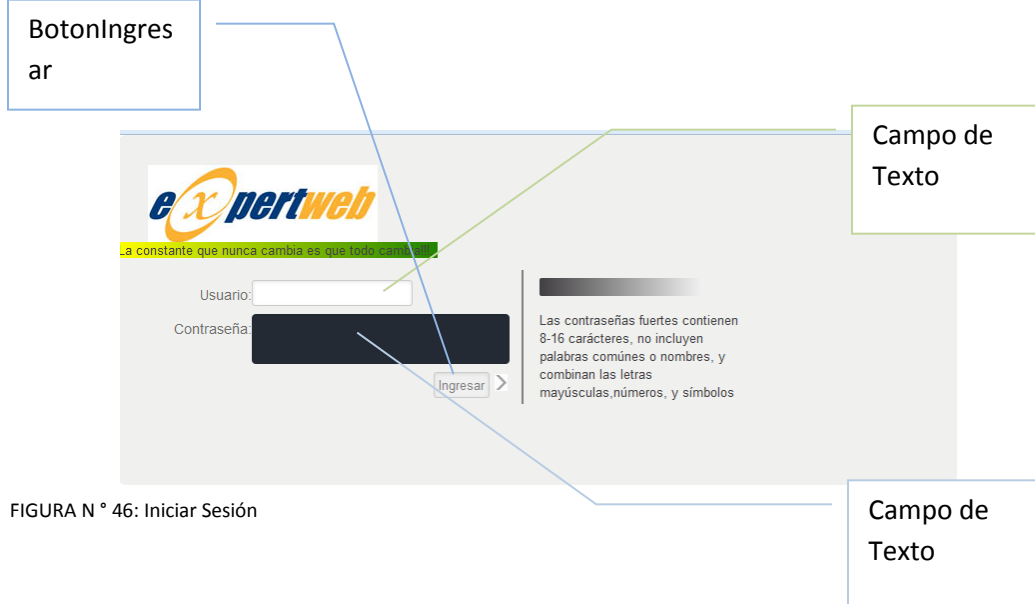 BotonIngres
ar
Campo de
Texto
expertweb
La constante que nunca cambia es que todo cambia!!!
Usuario:
Contraseña:
Ingresar
Las contraseñas fuertes contienen
8-16 carácteres, no incluyen
palabras comúnes o nombres, y
combinan las letras
mayúsculas,números, y símbolos
FIGURA N ° 46: Iniciar Sesión
Campo de
Texto